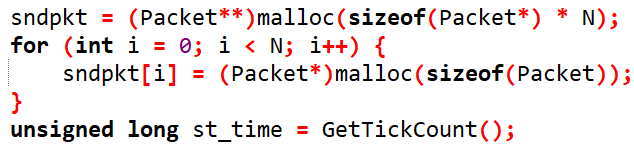 sndpkt = (Packet**)malloc(sizeof(Packet*) * N);
for (int i = 0; i < N; i++) {
    sndpkt[i] = (Packet*)malloc(sizeof(Packet));
}
unsigned long st_time = GetTickCount();